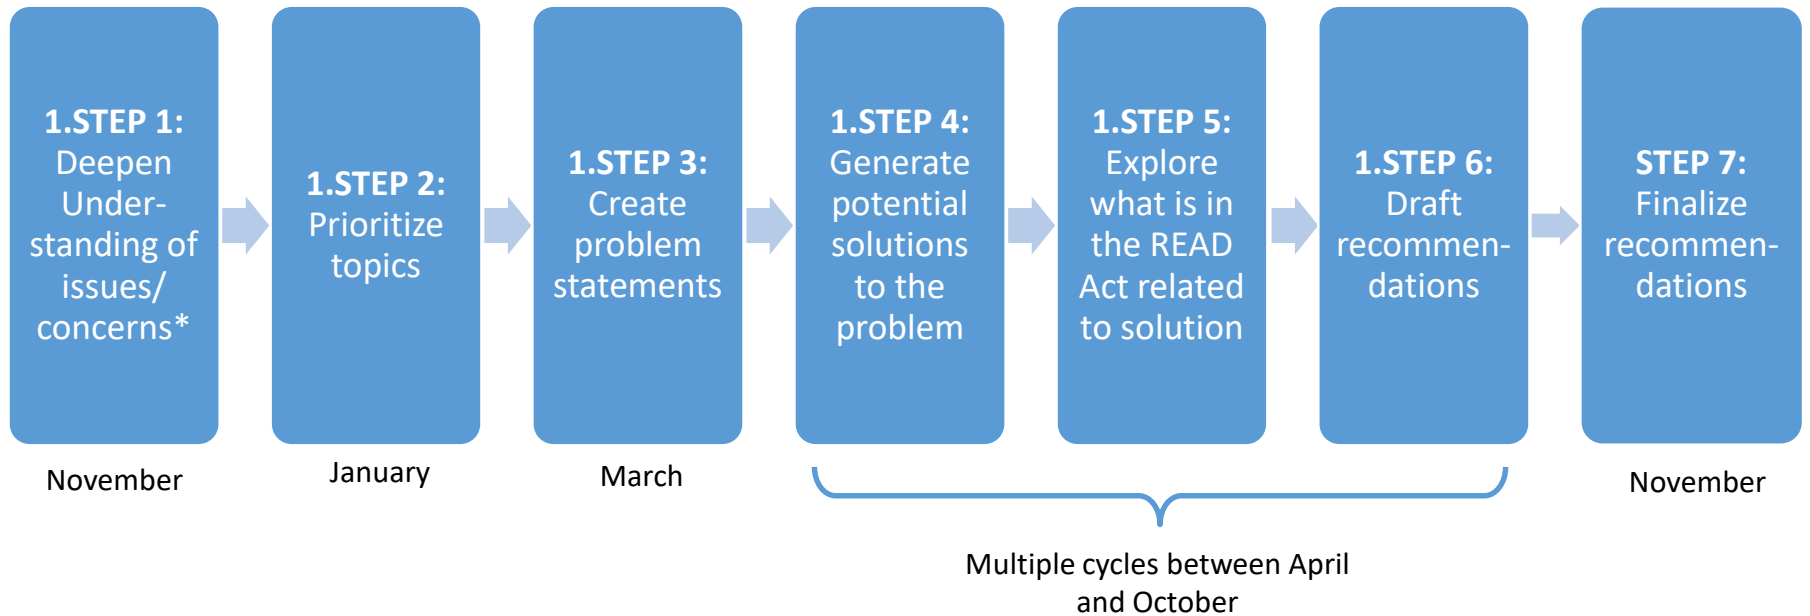 1.STEP 1:
Deepen
Under-
standing of
issues/
concerns*
1.STEP 2:
Prioritize
topics
1.STEP 3:
Create
problem
statements
1.STEP 4:
Generate
potential
solutions
to the
problem
1.STEP 5:
Explore
what is in
the READ
Act related
to solution
1.STEP 6:
Draft
recommen-
dations
STEP 7:
Finalize
recommen-
dations
November
January
March
Multiple cycles between April
and October
November